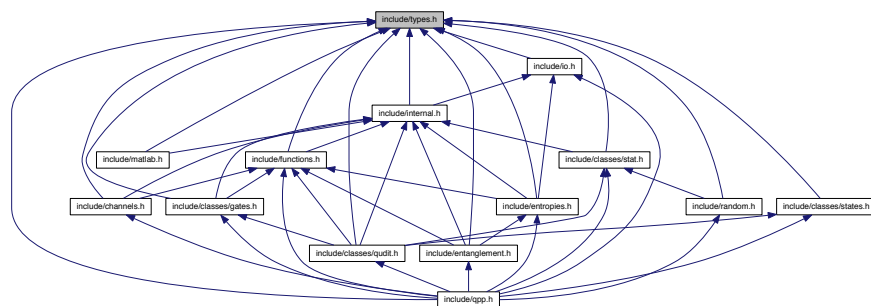 include/types.h
include/io.h
include/internal.h
include/matlab.h
include/functions.h
include/classes/stat.h
include/channels.h
include/classes/gates.h
include/entropies.h
include/random.h
include/classes/states.h
include/classes/qudit.h
include/entanglement.h
include/qpp.h